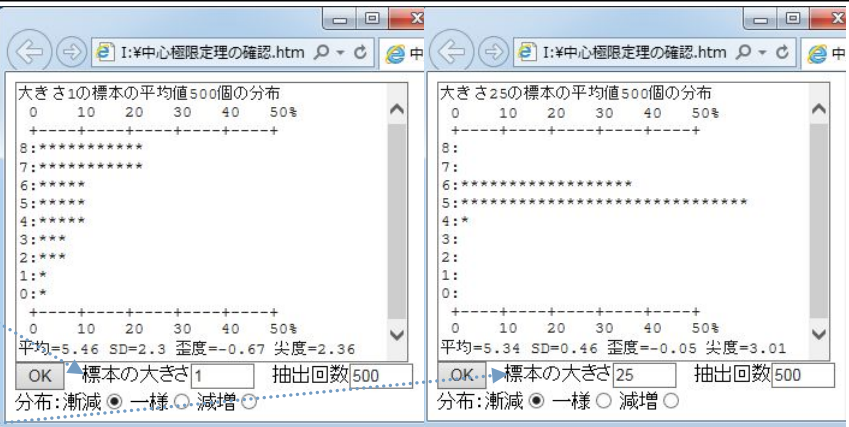 I:¥中心極限定理の確認.htm
中
大きさ1の標本の平均値500個の分布
0 10 20 30 40 50%
+----+----+----+----+----+
8:***********
7:***********
6:*****
5:*****
4:*****
3:***
2:***
1:*
0:*
+----+----+----+----+----+
0 10 20 30 40 50%
平均=5.46 SD=2.3 歪度=-0.67 尖度=2.36
OK 標本の大きさ 1 抽出回数 500
分布:漸減 一様 減増
I:¥中心極限定理の確認.htm
中
大きさ25の標本の平均値500個の分布
0 10 20 30 40 50%
+----+----+----+----+----+
8:
7:
6:******************
5:******************************
4:*
3:
2:
1:
0:
+----+----+----+----+----+
0 10 20 30 40 50%
平均=5.34 SD=0.46 歪度=-0.05 尖度=3.01
OK 標本の大きさ 25 抽出回数 500
分布:漸減 一様 減増